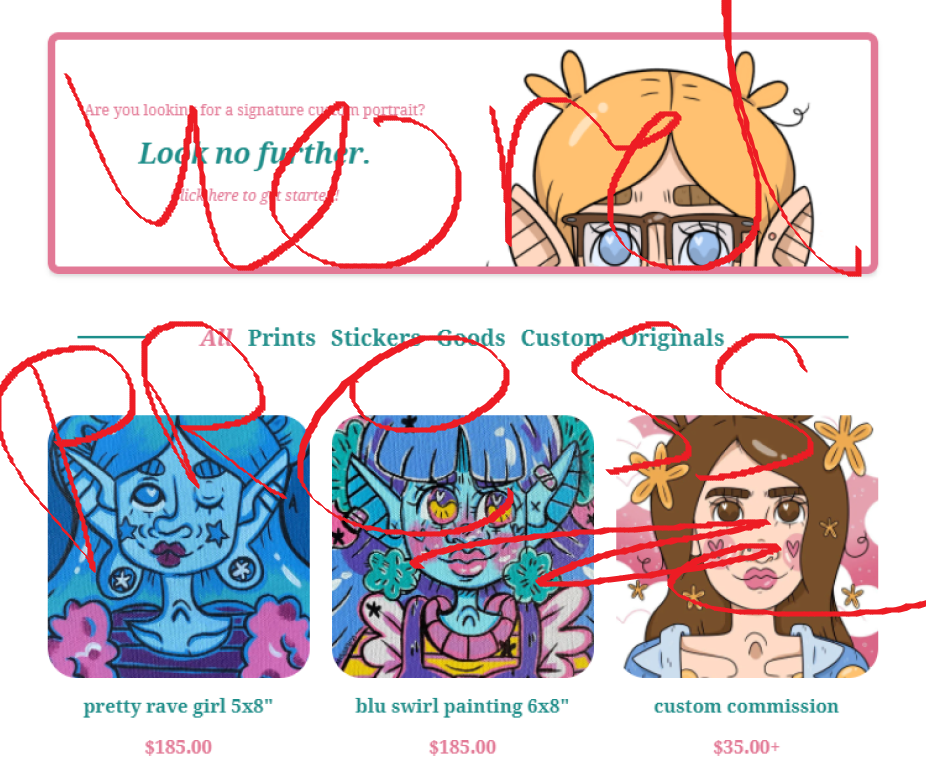 Are you looking for a signature custom portrait?
Look no further.
Click here to get started!
All Prints Stickers Goods Custom Originals
PRESS
pretty rave girl 5x8" blu swirl painting 6x8" custom commission
$185.00 $185.00 $35.00+